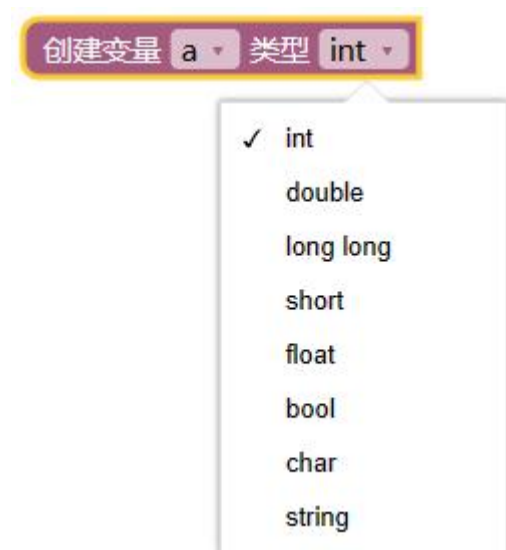 创建变量 a 类型 int
✓ int
double
long long
short
float
bool
char
string